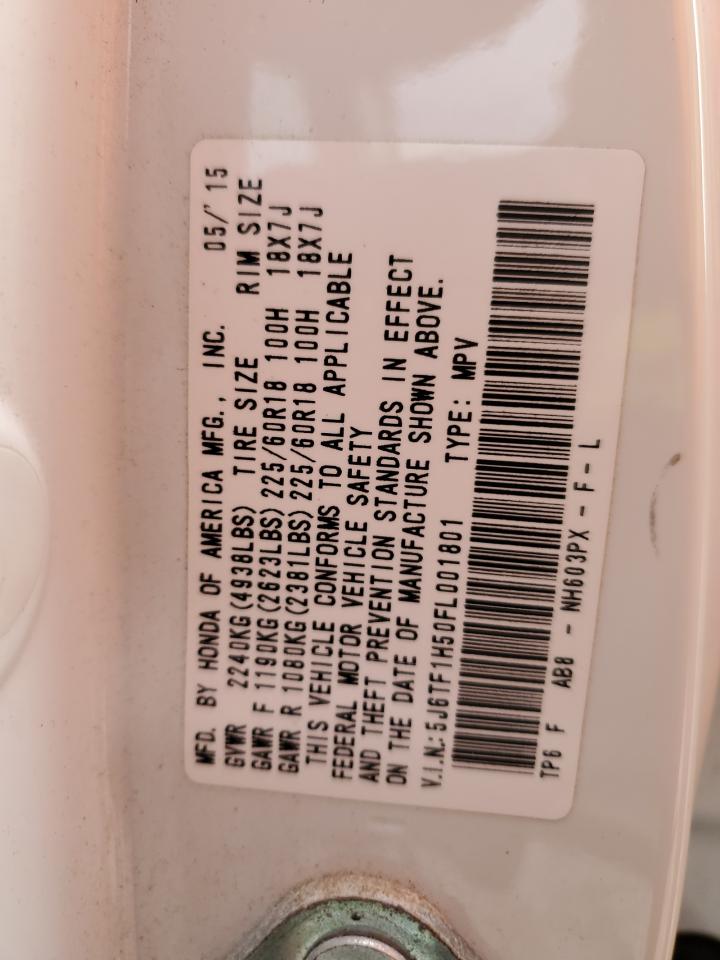 MFD. BY HONDA OF AMERICA MFG., INC. 05/'15
GVWR 2240KG(4938LBS) TIRE SIZE RIM SIZE
GAWR F 1190KG(2623LBS)225/60R18 100H 18X7J
GAWR R 1080KG(2381LBS)225/60R18 100H 18X7J
THIS VEHICLE CONFORMS TO ALL APPLICABLE
FEDERAL MOTOR VEHICLE SAFETY
AND THEFT PREVENTION STANDARDS IN EFFECT
ON THE DATE OF MANUFACTURE SHOWN ABOVE.
V.I.N.:5J6TF1H50FL001801 TYPE: MPV
TP6 F AB8 - NH603PX - F - L